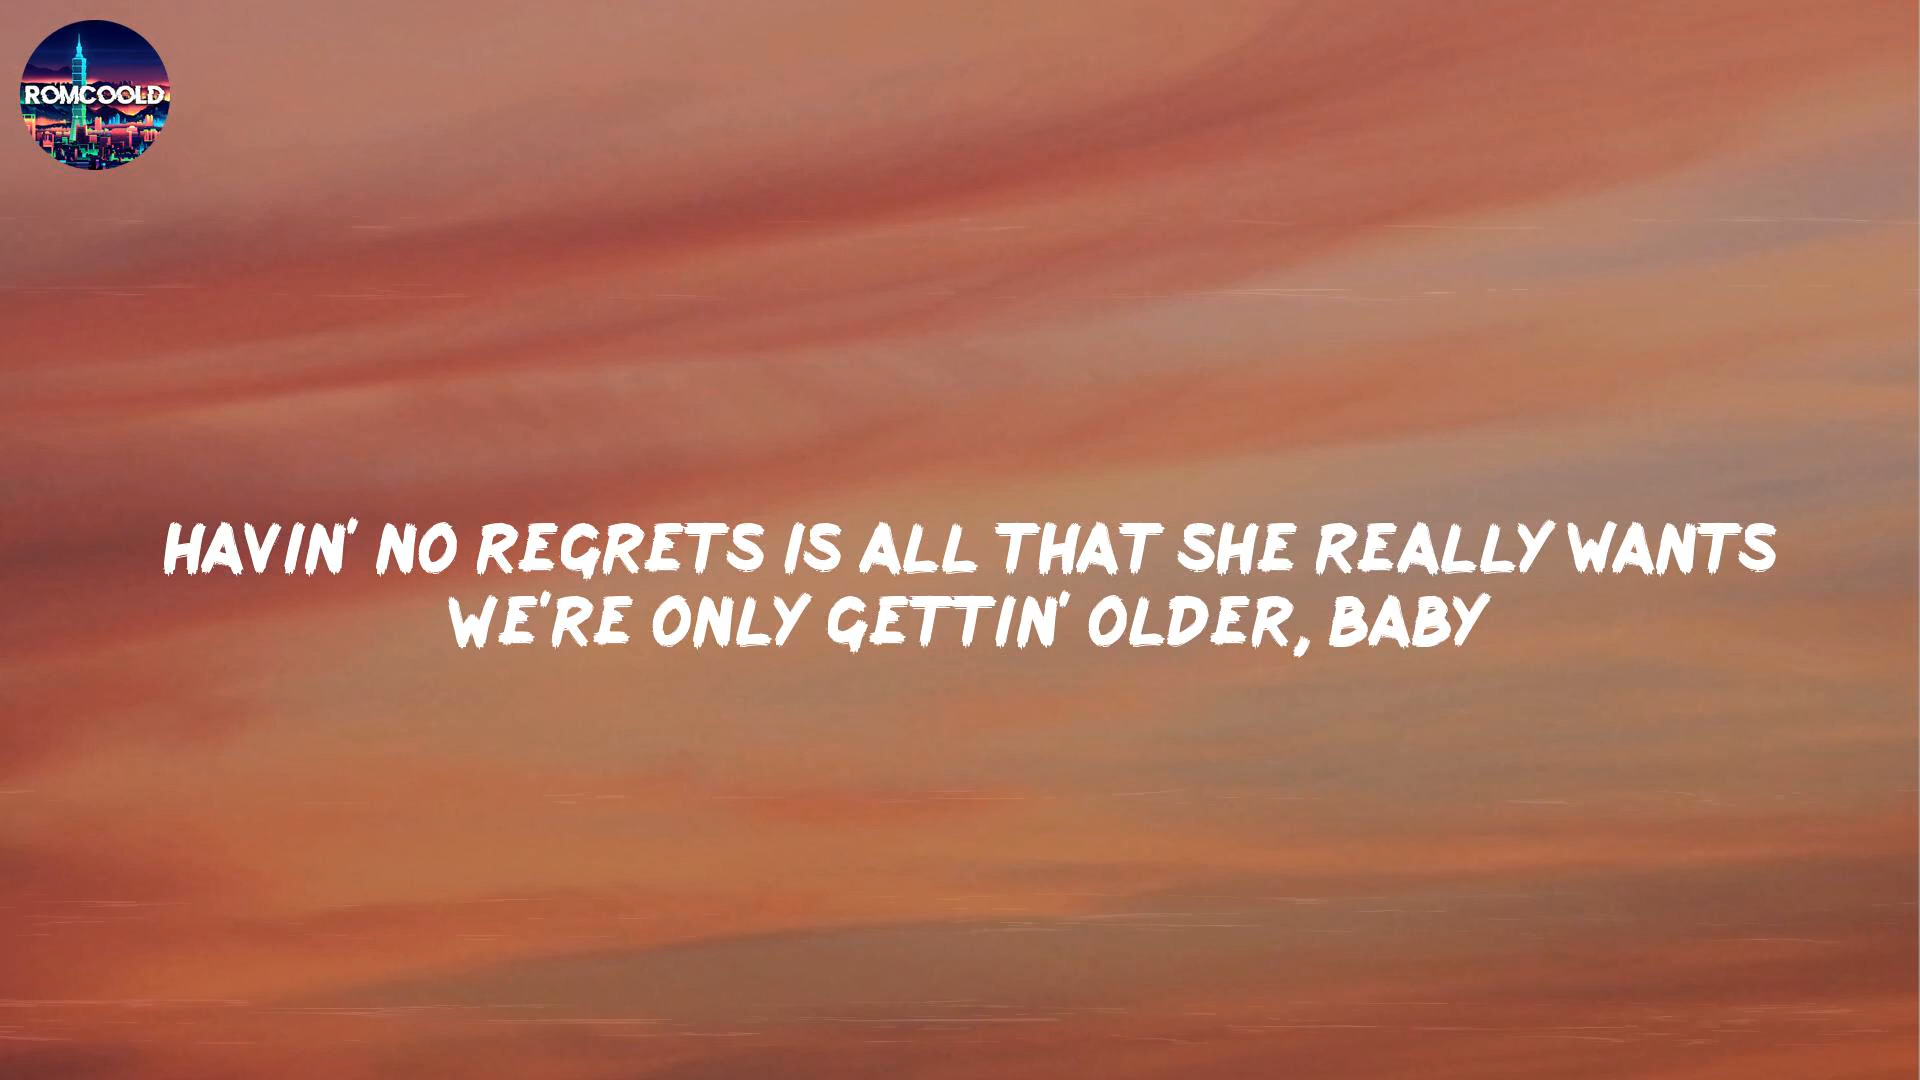 ROMCOOLD
HAVIN' NO REGRETS IS ALL THAT SHE REALLY WANTS
WE'RE ONLY GETTIN' OLDER, BABY